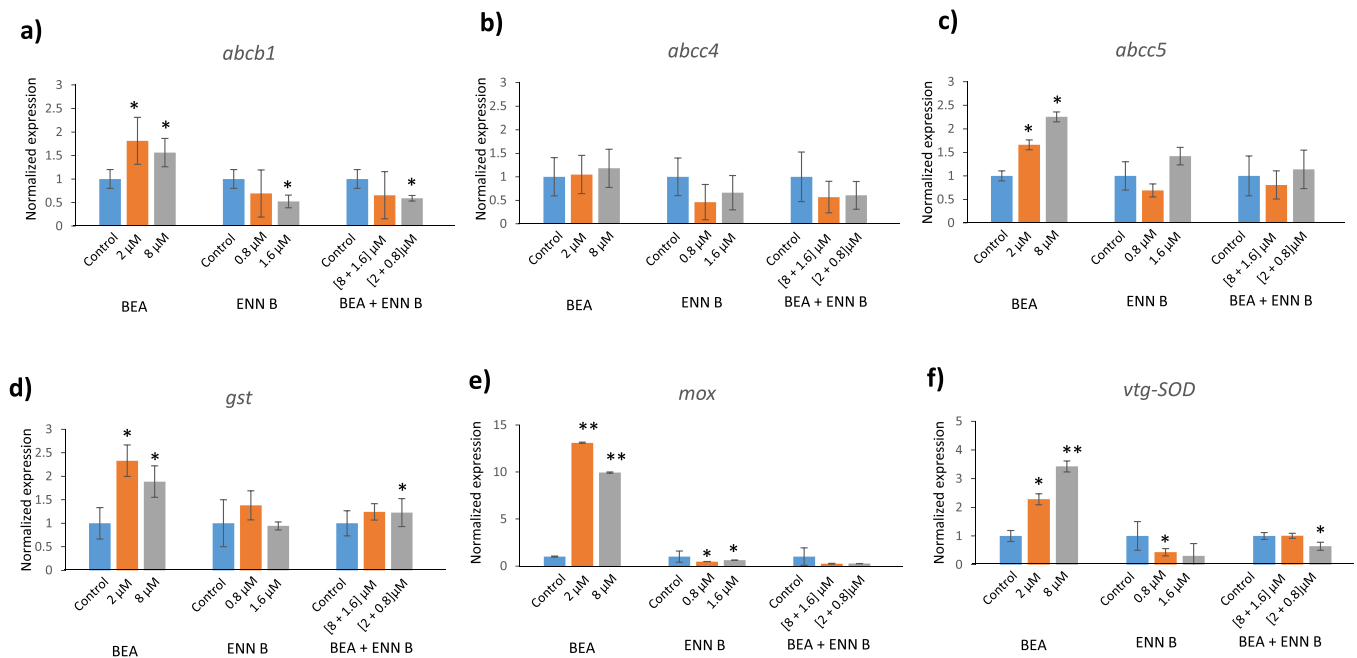 a)
abcb1
Normalized expression
3
2.5
2
1.5
1
0.5
0
*
*
*
*
Control
2 µM
8 µM
Control
0.8 µM
1.6 µM
Control
[8 + 1.6] µM
[2 + 0.8]µM
BEA
ENN B
BEA + ENN B
b)
abcc4
Normalized expression
3
2.5
2
1.5
1
0.5
0
Control
2 µM
8 µM
Control
0.8 µM
1.6 µM
Control
[8 + 1.6] µM
[2 + 0.8]µM
BEA
ENN B
BEA + ENN B
c)
abcc5
Normalized expression
3
2.5
2
1.5
1
0.5
0
*
*
Control
2 µM
8 µM
Control
0.8 µM
1.6 µM
Control
[8 + 1.6] µM
[2 + 0.8]µM
BEA
ENN B
BEA + ENN B
d)
gst
Normalized expression
3
2.5
2
1.5
1
0.5
0
*
*
*
Control
2 µM
8 µM
Control
0.8 µM
1.6 µM
Control
[8 + 1.6] µM
[2 + 0.8]µM
BEA
ENN B
BEA + ENN B
e)
mox
Normalized expression
15
10
5
0
**
**
*
*
Control
2 µM
8 µM
Control
0.8 µM
1.6 µM
Control
[8 + 1.6] µM
[2 + 0.8]µM
BEA
ENN B
BEA + ENN B
f)
vtg-SOD
Normalized expression
5
4
3
2
1
0
*
**
*
*
Control
2 µM
8 µM
Control
0.8 µM
1.6 µM
Control
[8 + 1.6] µM
[2 + 0.8]µM
BEA
ENN B
BEA + ENN B